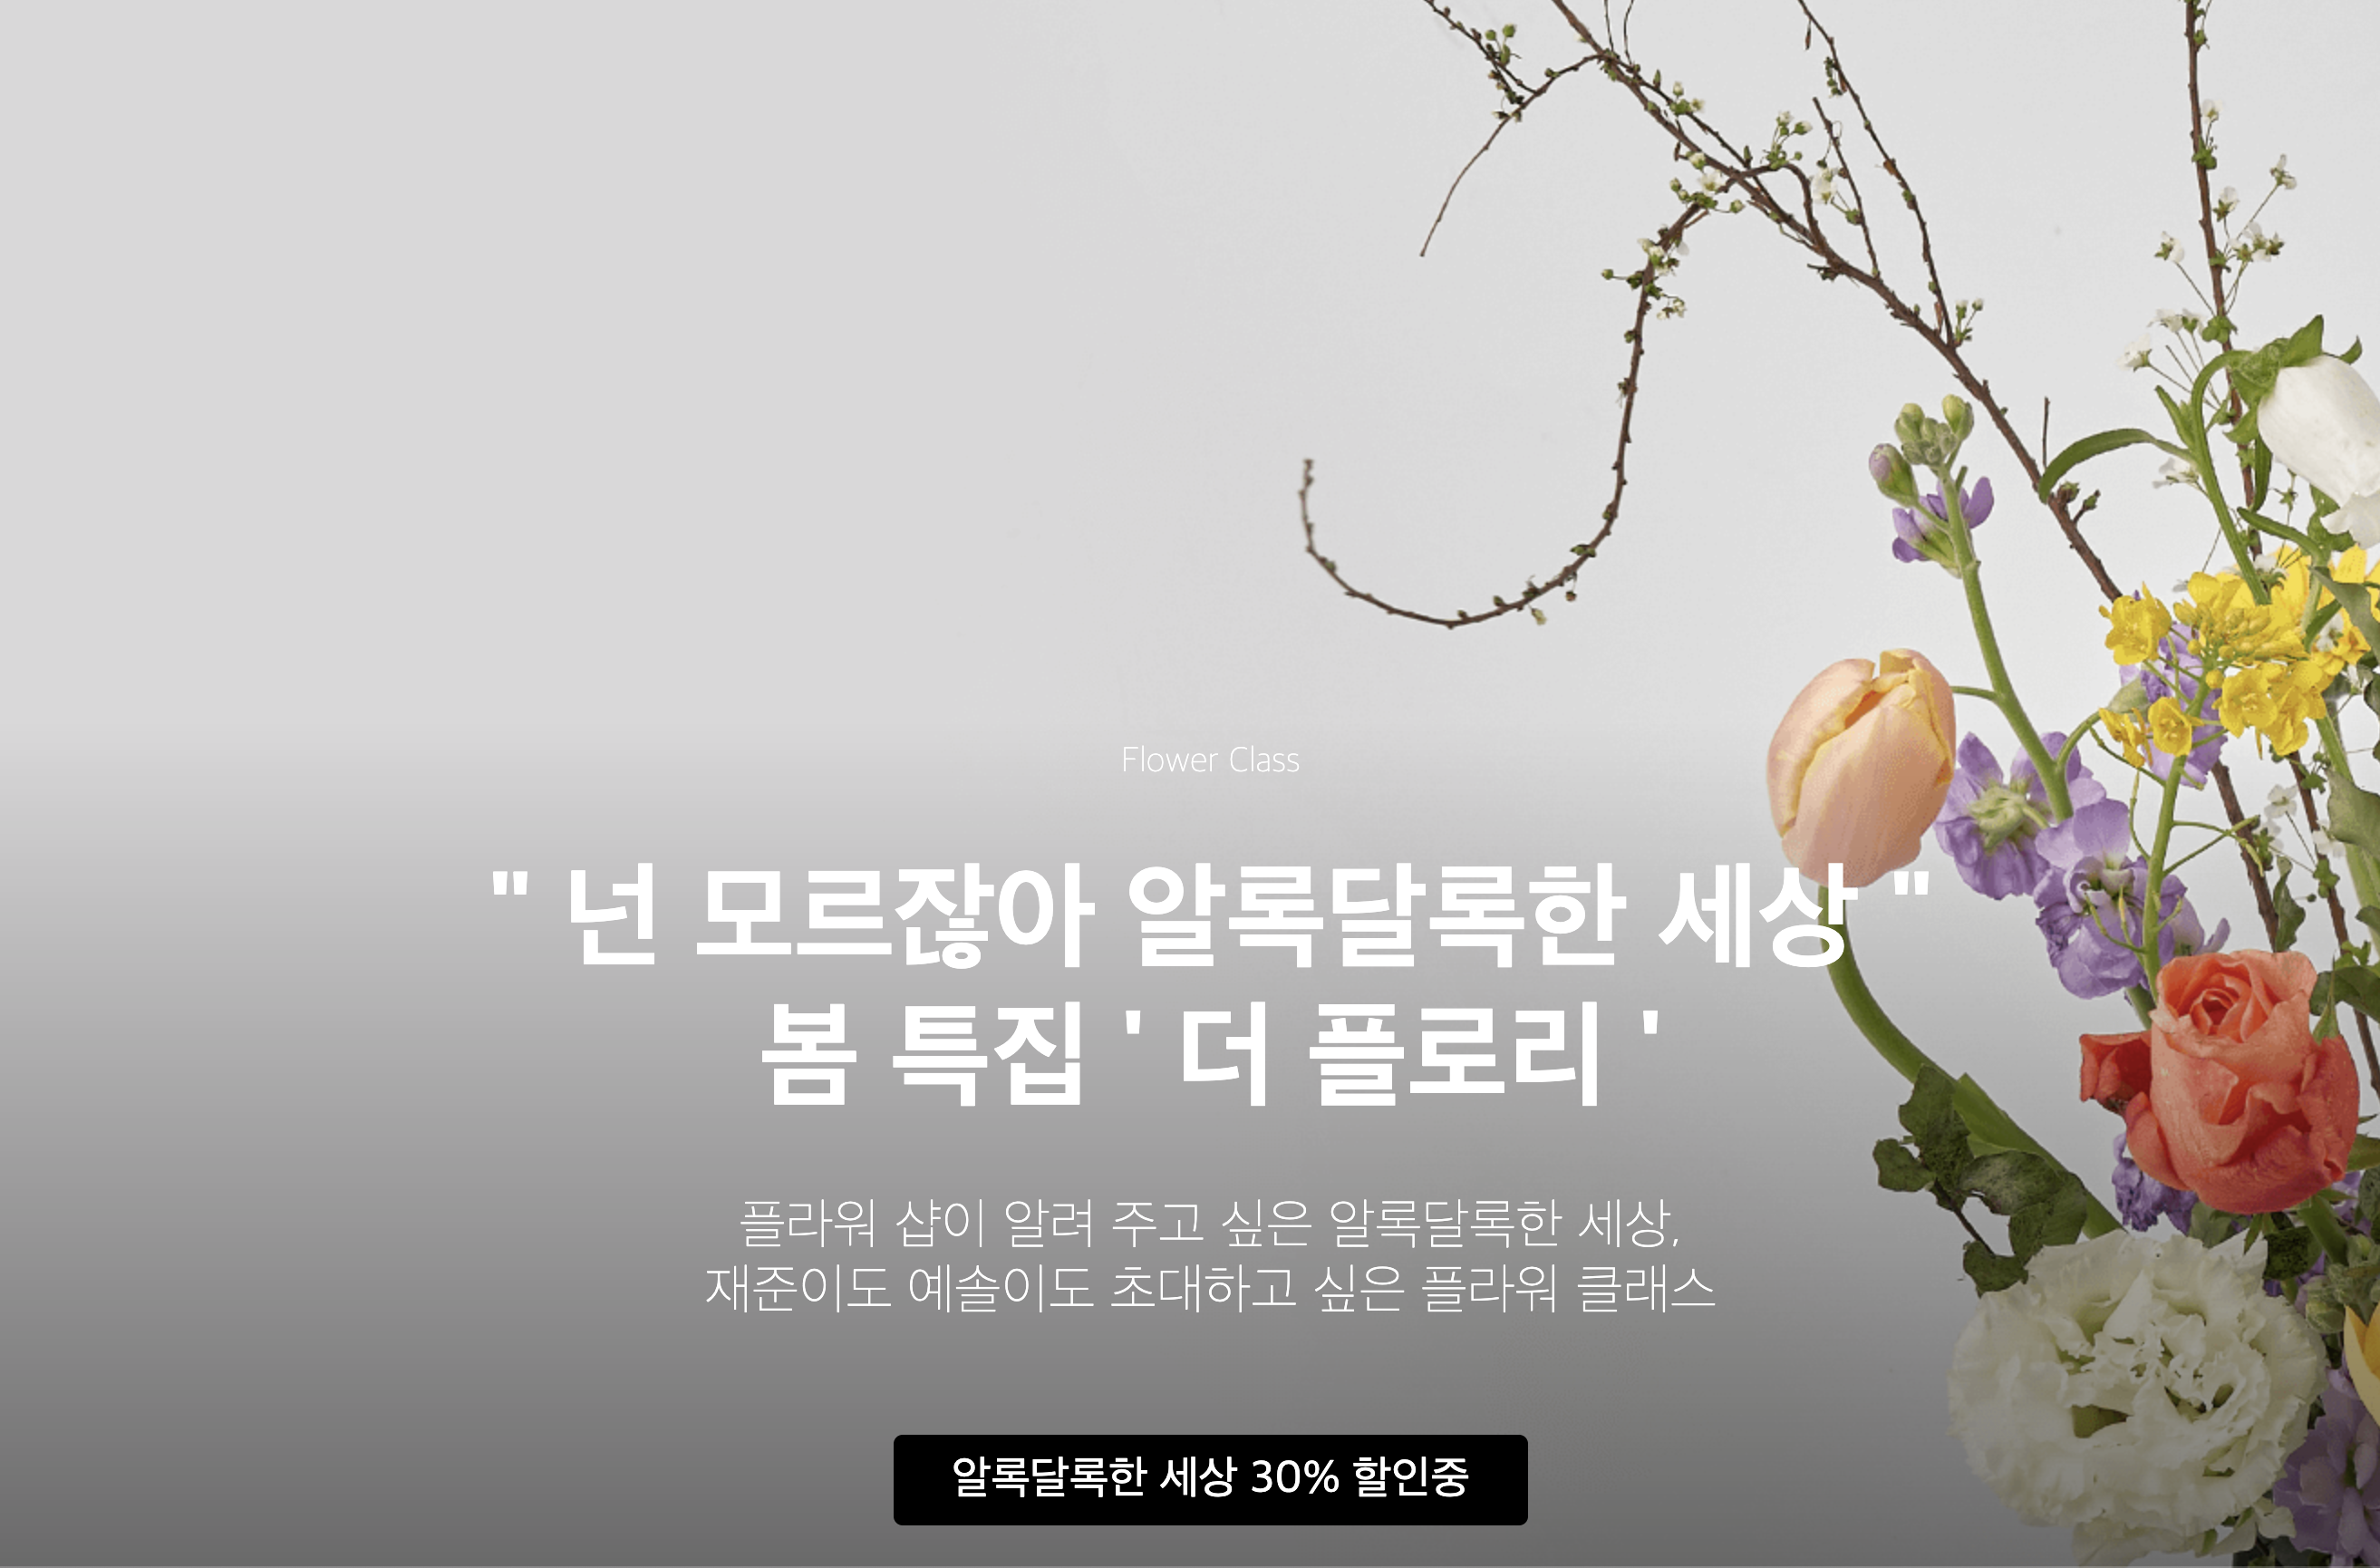 Flower Class
" 넌 모르잖아 알록달록한 세상 "
봄 특집 ' 더 플로리 '
플라워 샵이 알려 주고 싶은 알록달록한 세상,
재준이도 예솔이도 초대하고 싶은 플라워 클래스
알록달록한 세상 30% 할인중